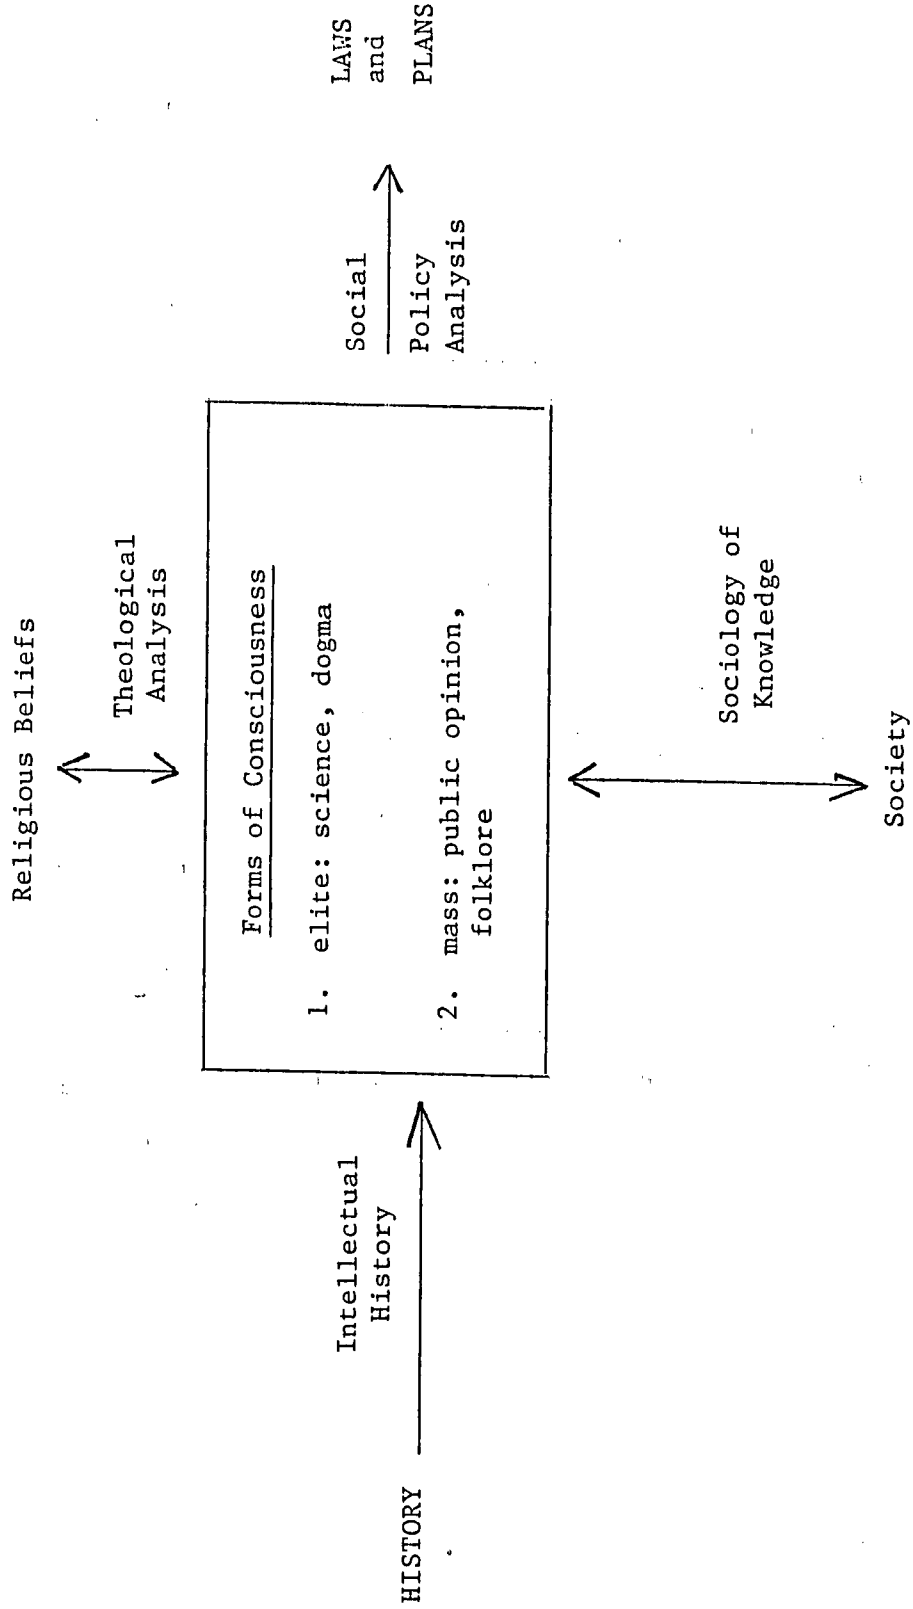 Religious Beliefs
Theological
Analysis
Forms of Consciousness
1. elite: science, dogma
2. mass: public opinion,
folklore
HISTORY
Intellectual
History
Social
Policy
Analysis
LAWS
and
PLANS
Sociology of
Knowledge
Society